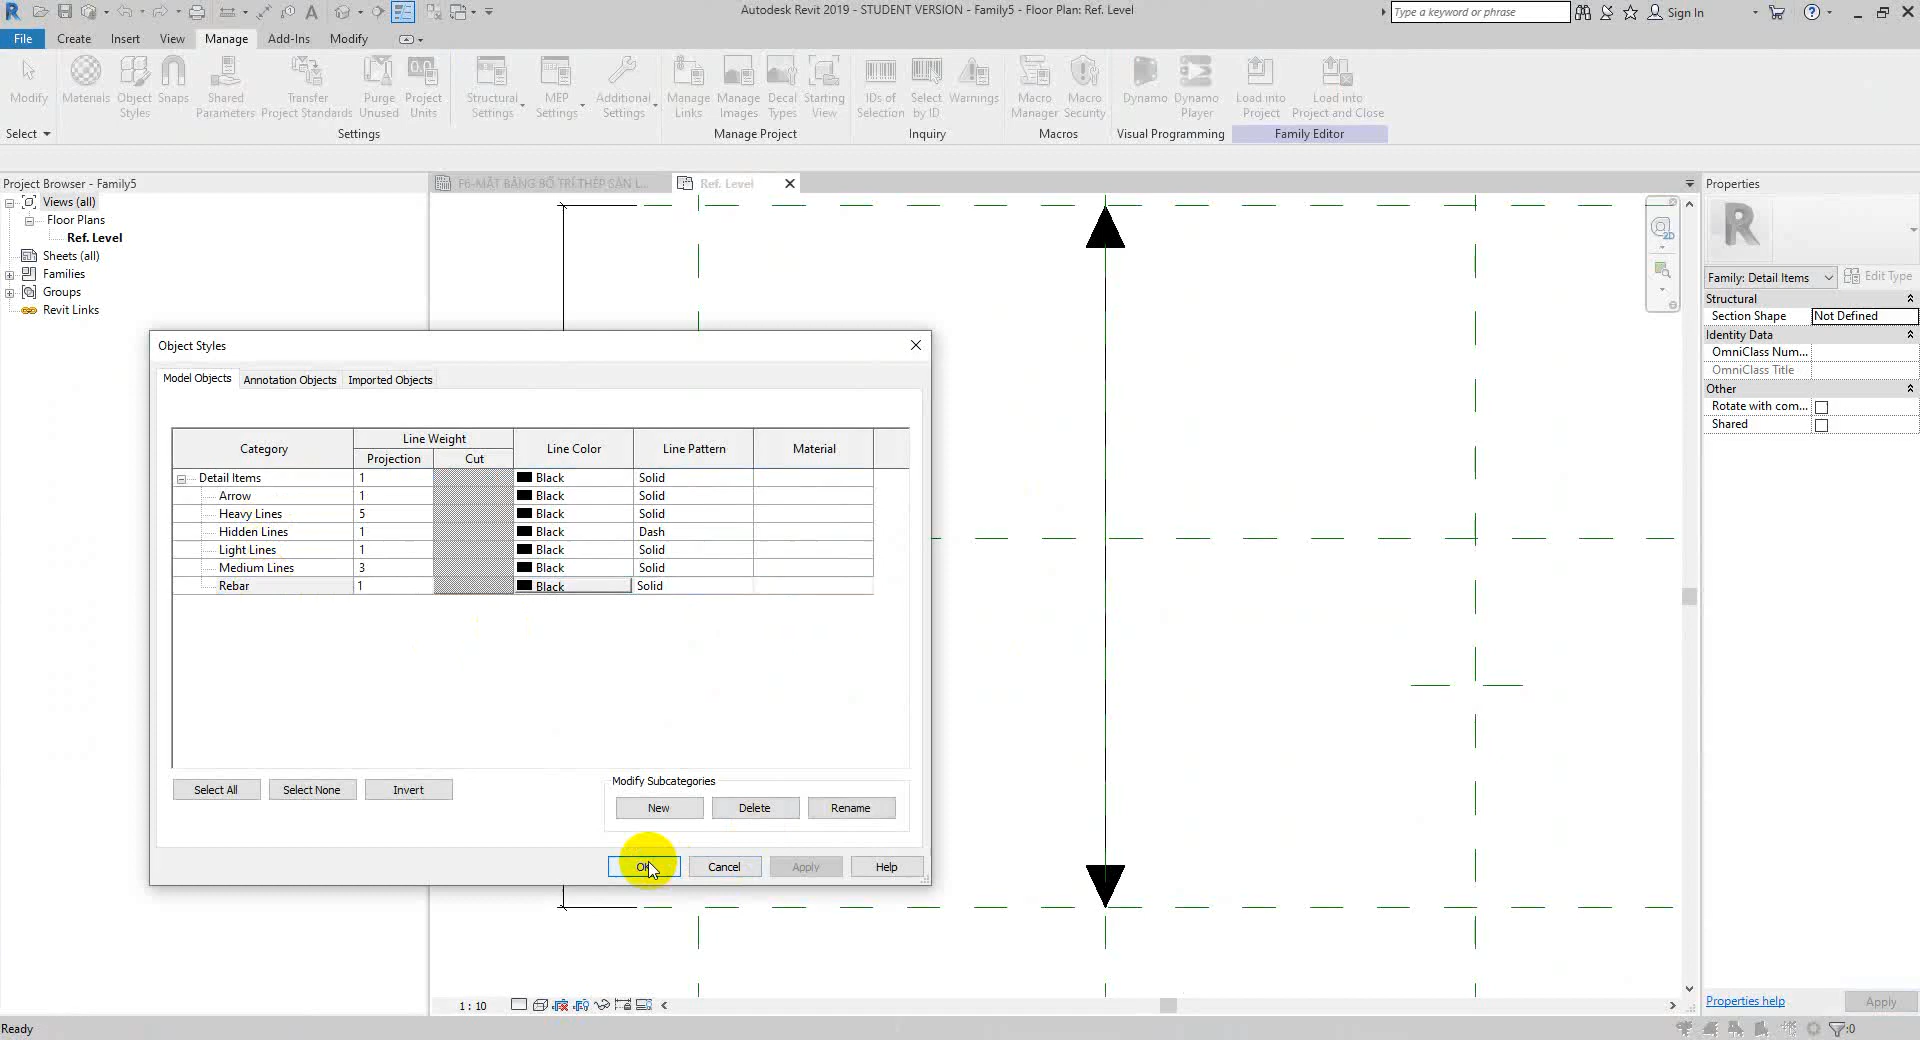 Autodesk Revit 2019 - STUDENT VERSION - Family5 - Floor Plan: Ref. Level
Type a keyword or phrase
Sign In
File Create Insert View Manage Add-Ins Modify
Modify
Materials
Object Styles
Snaps
Shared Parameters
Transfer Project Standards
Purge Unused
Project Units
Structural Settings
MEP Settings
Additional Settings
Manage Links
Manage Images
Decal Types
Starting View
IDs of Selection
Select by ID
Warnings
Macro Manager
Macro Security
Dynamo
Dynamo Player
Load into Project
Load into Project and Close
Select
Settings
Manage Project
Inquiry
Macros
Visual Programming
Family Editor
Project Browser - Family5
Views (all)
Floor Plans
Ref. Level
Sheets (all)
Families
Groups
Revit Links
F6-MẶT BẰNG BỐ TRÍ THÉP SÀN L...
Ref. Level
2D
Object Styles
Model Objects Annotation Objects Imported Objects
Category
Line Weight
Projection Cut
Line Color
Line Pattern
Material
Detail Items 1 Black Solid
Arrow 1 Black Solid
Heavy Lines 5 Black Solid
Hidden Lines 1 Black Dash
Light Lines 1 Black Solid
Medium Lines 3 Black Solid
Rebar 1 Black Solid
Select All Select None Invert
Modify Subcategories
New Delete Rename
OK Cancel Apply Help
Properties
R
Family: Detail Items
Edit Type
Structural
Section Shape Not Defined
Identity Data
OmniClass Num...
OmniClass Title
Other
Rotate with com...
Shared
Properties help
Apply
1 : 10
Ready
:0